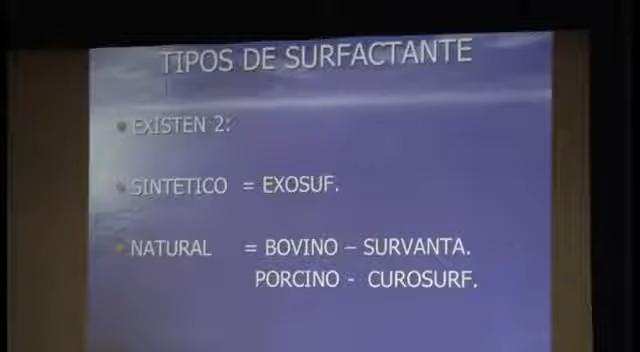 TIPOS DE SURFACTANTE
EXISTEN 2:
SINTETICO = EXOSUF.
NATURAL = BOVINO – SURVANTA.
PORCINO - CUROSURF.